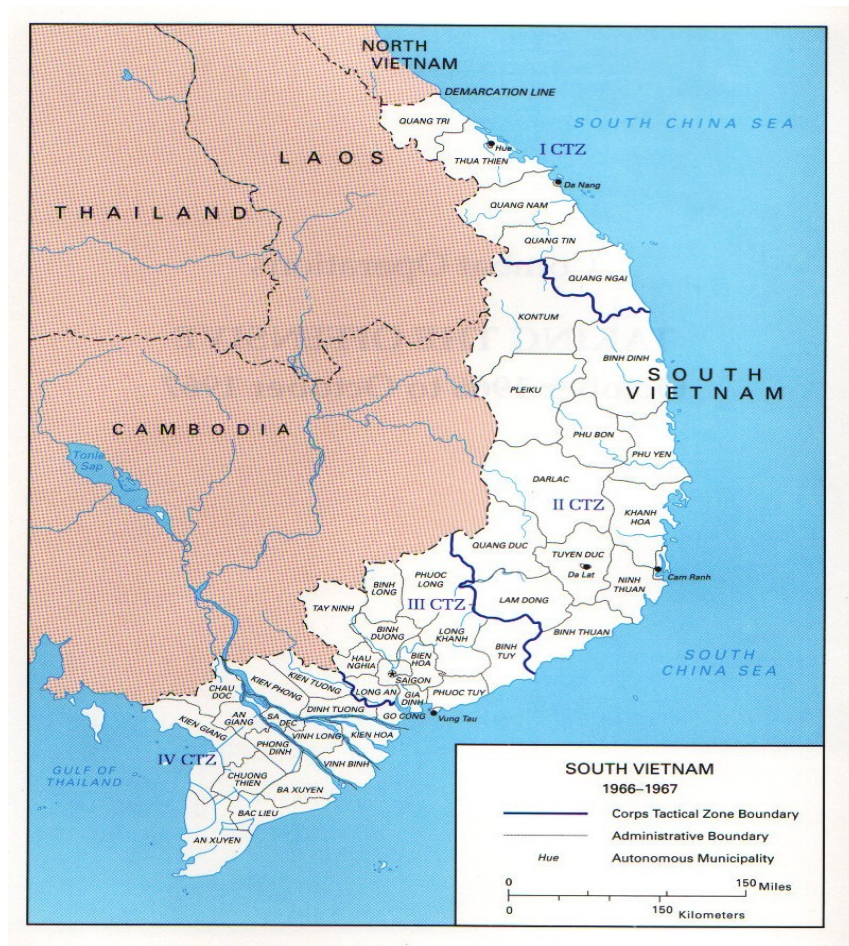 NORTH
VIETNAM
DEMARCATION LINE
QUANG TRI
SOUTH CHINA SEA
Hue
I CTZ
THUA THIEN
LAOS
Da Nang
THAILAND
QUANG NAM
QUANG TIN
QUANG NGAI
KONTUM
BINH DINH
SOUTH
VIETNAM
PLEIKU
CAMBODIA
PHU BON
PHU YEN
Tonle
Sap
DARLAC
II CTZ
KHANH
HOA
QUANG DUC
TUYEN DUC
Da Lat
Cam Ranh
NINH
THUAN
PHUOC
LONG
BINH
LONG
TAY NINH
III CTZ
LAM DONG
BINH
DUONG
LONG
KHANH
BINH THUAN
BINH
TUY
HAU
NGHIA
BIEN
HOA
SAIGON
SOUTH
CHINA SEA
KIEN TUONG
KIEN PHONG
CHAU
DOC
LONG AN
GIA
DINH
PHUOC TUY
DINH TUONG
GO CONG
Vung Tau
AN
GIANG
SA
DEC
KIEN GIANG
VINH LONG
KIEN HOA
PHONG
DINH
IV CTZ
VINH BINH
GULF OF
THAILAND
CHUONG
THIEN
BA XUYEN
BAC LIEU
AN XUYEN
SOUTH VIETNAM
1966–1967
Corps Tactical Zone Boundary
Administrative Boundary
Hue Autonomous Municipality
0 150 Miles
0 150 Kilometers